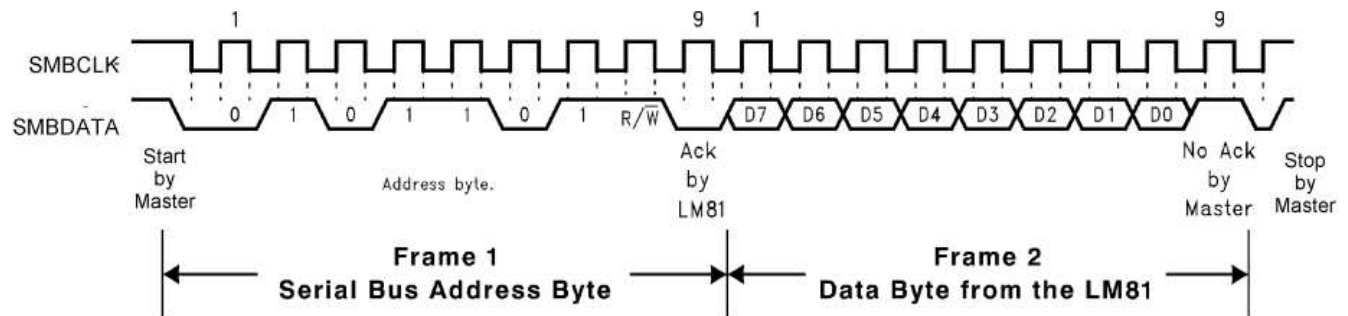 1 9 1 9
SMBCLK
SMBDATA
0 1 0 1 1 0 1 R/W̅ D7 D6 D5 D4 D3 D2 D1 D0
Start
by
Master
Address byte.
Ack
by
LM81
No Ack
by
Master
Stop
by
Master
Frame 1
Serial Bus Address Byte
Frame 2
Data Byte from the LM81